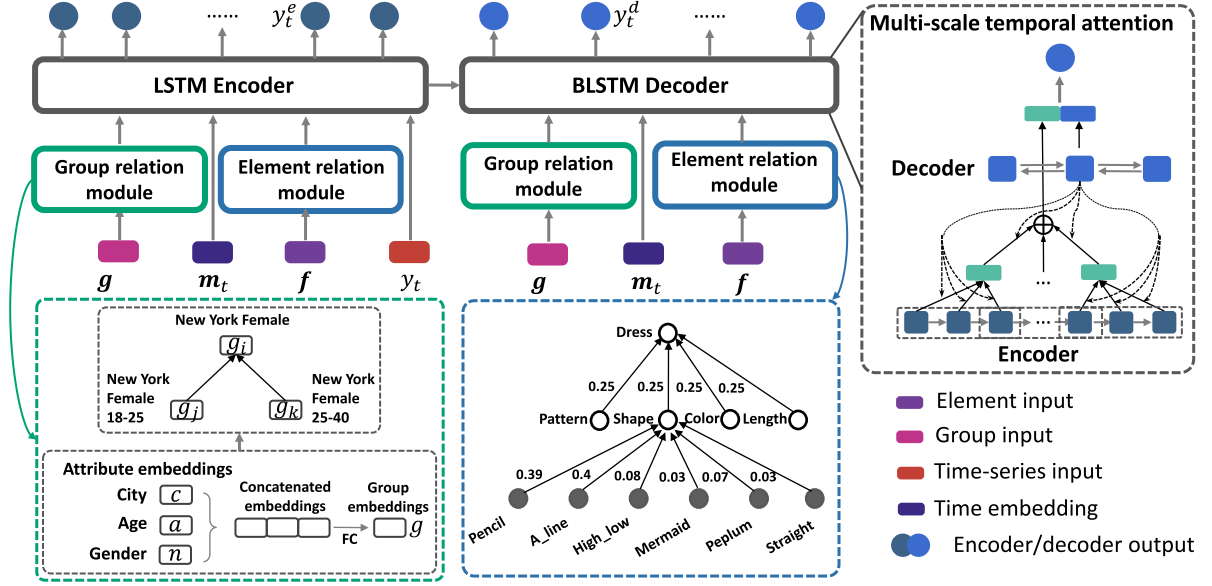 y_t^e
y_t^d
Multi-scale temporal attention
LSTM Encoder
BLSTM Decoder
Group relation
module
Element relation
module
Group relation
module
Element relation
module
Decoder
g
m_t
f
y_t
g
m_t
f
...
Encoder
New York Female
g_i
New York
Female
18-25
g_j
g_k
New York
Female
25-40
Attribute embeddings
City
c
Age
a
Gender
n
Concatenated
embeddings
FC
Group
embeddings
g
Dress
0.25
0.25
0.25
0.25
Pattern
Shape
Color
Length
0.39
0.4
0.08
0.03
0.07
0.03
Pencil
A_line
High_low
Mermaid
Peplum
Straight
Element input
Group input
Time-series input
Time embedding
Encoder/decoder output